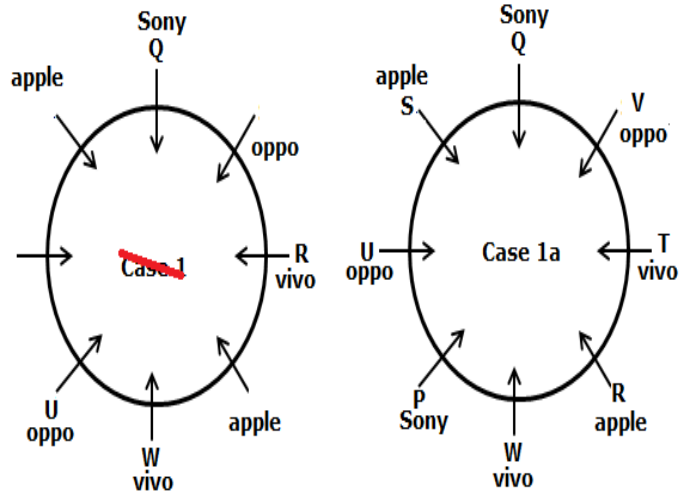 Sony
Q
apple
oppo
Case 1
R
vivo
U
oppo
apple
W
vivo
Sony
Q
apple
S
V
oppo
U
oppo
Case 1a
T
vivo
P
Sony
R
apple
W
vivo